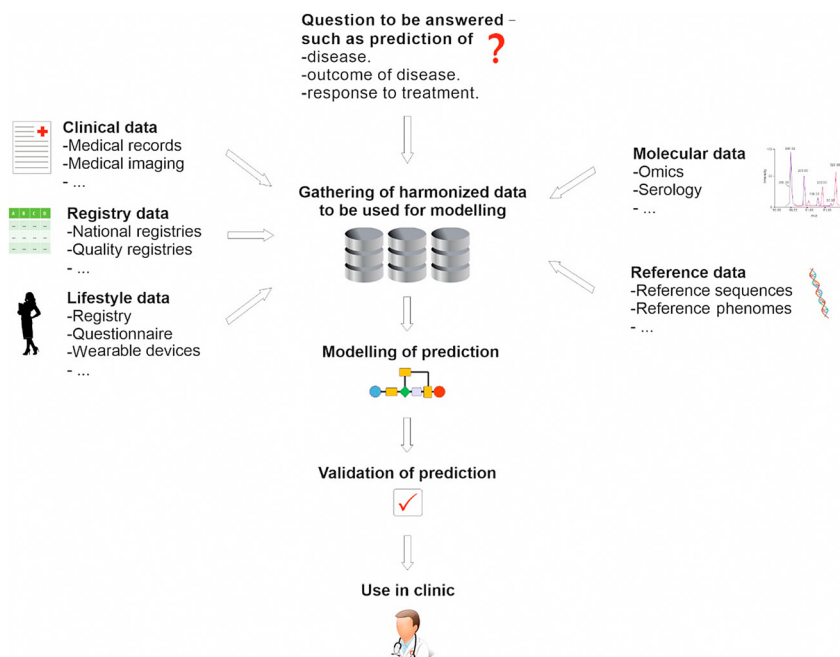 Question to be answered –
such as prediction of
-disease.
-outcome of disease.
-response to treatment.
?
Clinical data
-Medical records
-Medical imaging
- ...
Registry data
-National registries
-Quality registries
- ...
A B C D
Lifestyle data
-Registry
-Questionnaire
-Wearable devices
- ...
Gathering of harmonized data
to be used for modelling
Molecular data
-Omics
-Serology
- ...
Reference data
-Reference sequences
-Reference phenomes
- ...
Modelling of prediction
Validation of prediction
Use in clinic